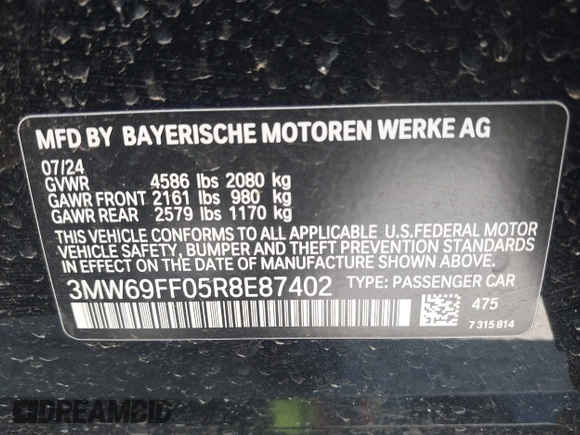 MFD BY BAYERISCHE MOTOREN WERKE AG
07/24
GVWR 4586 lbs 2080 kg
GAWR FRONT 2161 lbs 980 kg
GAWR REAR 2579 lbs 1170 kg
THIS VEHICLE CONFORMS TO ALL APPLICABLE U.S.FEDERAL MOTOR
VEHICLE SAFETY, BUMPER AND THEFT PREVENTION STANDARDS
IN EFFECT ON THE DATE OF MANUFACTURE SHOWN ABOVE.
3MW69FF05R8E87402 TYPE: PASSENGER CAR
475
7 315 814
DREAMBID